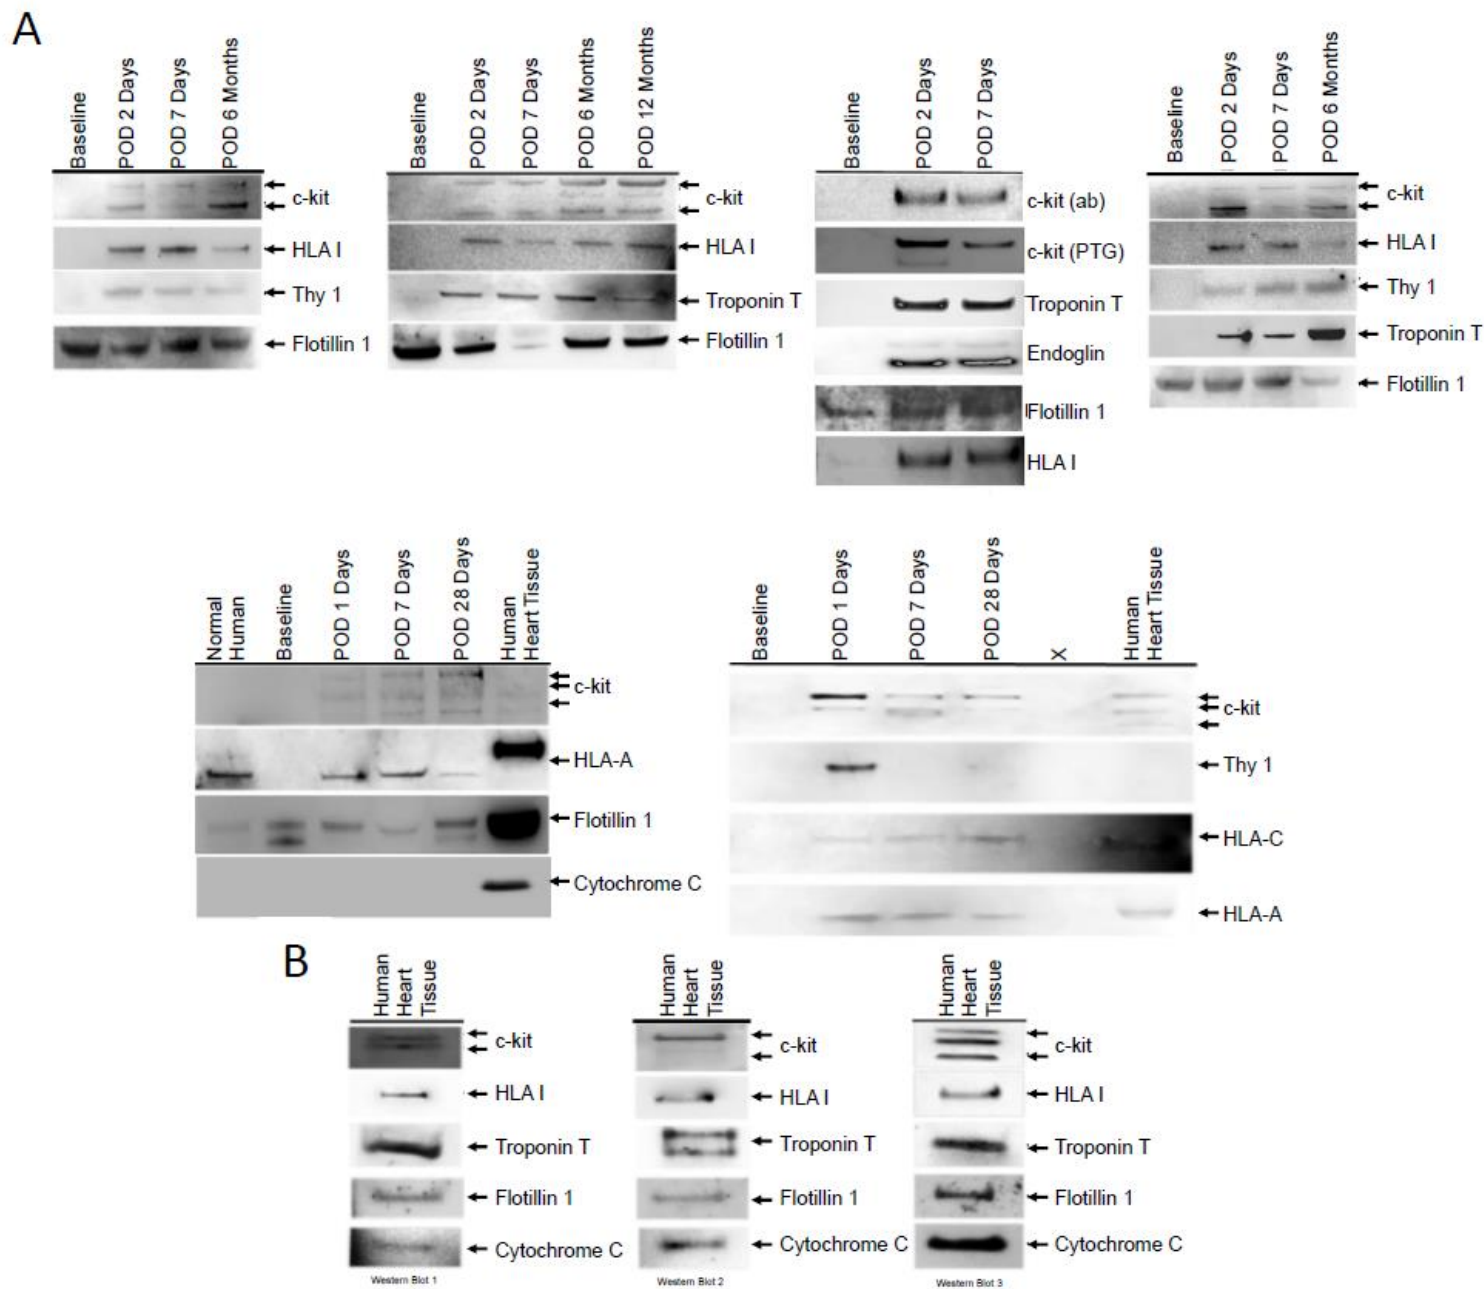 A
Baseline
POD 2 Days
POD 7 Days
POD 6 Months
c-kit
HLA I
Thy 1
Flotillin 1
Baseline
POD 2 Days
POD 7 Days
POD 6 Months
POD 12 Months
c-kit
HLA I
Troponin T
Flotillin 1
Baseline
POD 2 Days
POD 7 Days
c-kit (ab)
c-kit (PTG)
Troponin T
Endoglin
Flotillin 1
HLA I
Baseline
POD 2 Days
POD 7 Days
POD 6 Months
c-kit
HLA I
Thy 1
Troponin T
Flotillin 1
Normal
Human
Baseline
POD 1 Days
POD 7 Days
POD 28 Days
Human
Heart Tissue
c-kit
HLA-A
Flotillin 1
Cytochrome C
Baseline
POD 1 Days
POD 7 Days
POD 28 Days
X
Human
Heart Tissue
c-kit
Thy 1
HLA-C
HLA-A
B
Human
Heart
Tissue
c-kit
HLA I
Troponin T
Flotillin 1
Cytochrome C
Western Blot 1
Human
Heart
Tissue
c-kit
HLA I
Troponin T
Flotillin 1
Cytochrome C
Western Blot 2
Human
Heart
Tissue
c-kit
HLA I
Troponin T
Flotillin 1
Cytochrome C
Western Blot 3